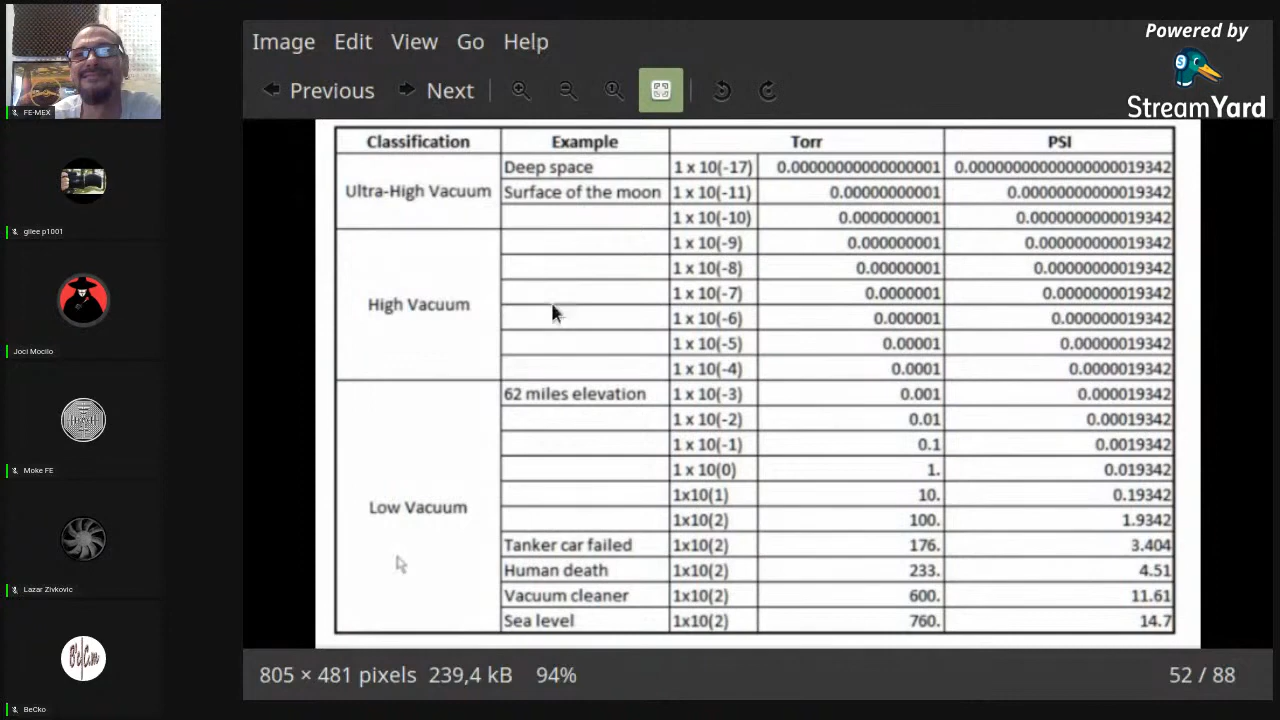 Powered by
StreamYard
Image Edit View Go Help
Previous Next
Classification Example Torr PSI
Ultra-High Vacuum
Deep space 1 x 10(-17) 0.00000000000000001 0.00000000000000000019342
Surface of the moon 1 x 10(-11) 0.00000000001 0.00000000000019342
1 x 10(-10) 0.0000000001 0.0000000000019342
High Vacuum
1 x 10(-9) 0.000000001 0.000000000019342
1 x 10(-8) 0.00000001 0.00000000019342
1 x 10(-7) 0.0000001 0.0000000019342
1 x 10(-6) 0.000001 0.000000019342
1 x 10(-5) 0.00001 0.00000019342
1 x 10(-4) 0.0001 0.0000019342
Low Vacuum
62 miles elevation 1 x 10(-3) 0.001 0.000019342
1 x 10(-2) 0.01 0.00019342
1 x 10(-1) 0.1 0.0019342
1 x 10(0) 1. 0.019342
1x10(1) 10. 0.19342
1x10(2) 100. 1.9342
Tanker car failed 1x10(2) 176. 3.404
Human death 1x10(2) 233. 4.51
Vacuum cleaner 1x10(2) 600. 11.61
Sea level 1x10(2) 760. 14.7
805 × 481 pixels 239,4 kB 94% 52 / 88
FE-MEX
gilee p1001
Joci Mocilo
Moke FE
Lazar Zivkovic
BeCko